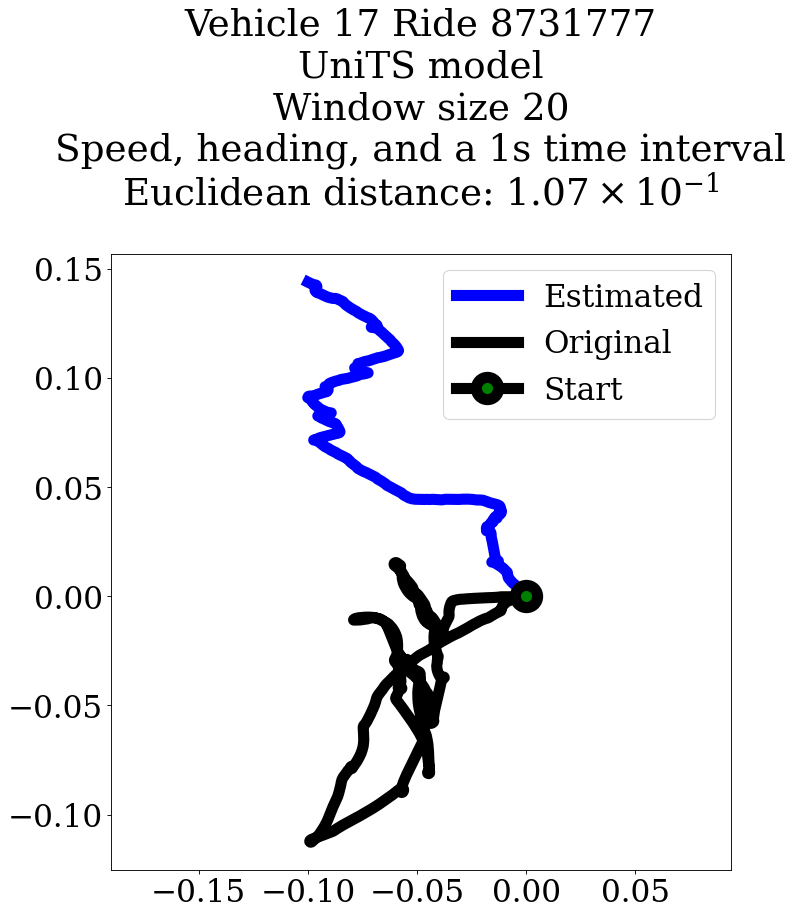 Vehicle 17 Ride 8731777
UniTS model
Window size 20
Speed, heading, and a 1s time interval
Euclidean distance: 1.07 × 10⁻¹
Estimated
Original
Start
0.15
0.10
0.05
0.00
−0.05
−0.10
−0.15 −0.10 −0.05 0.00 0.05